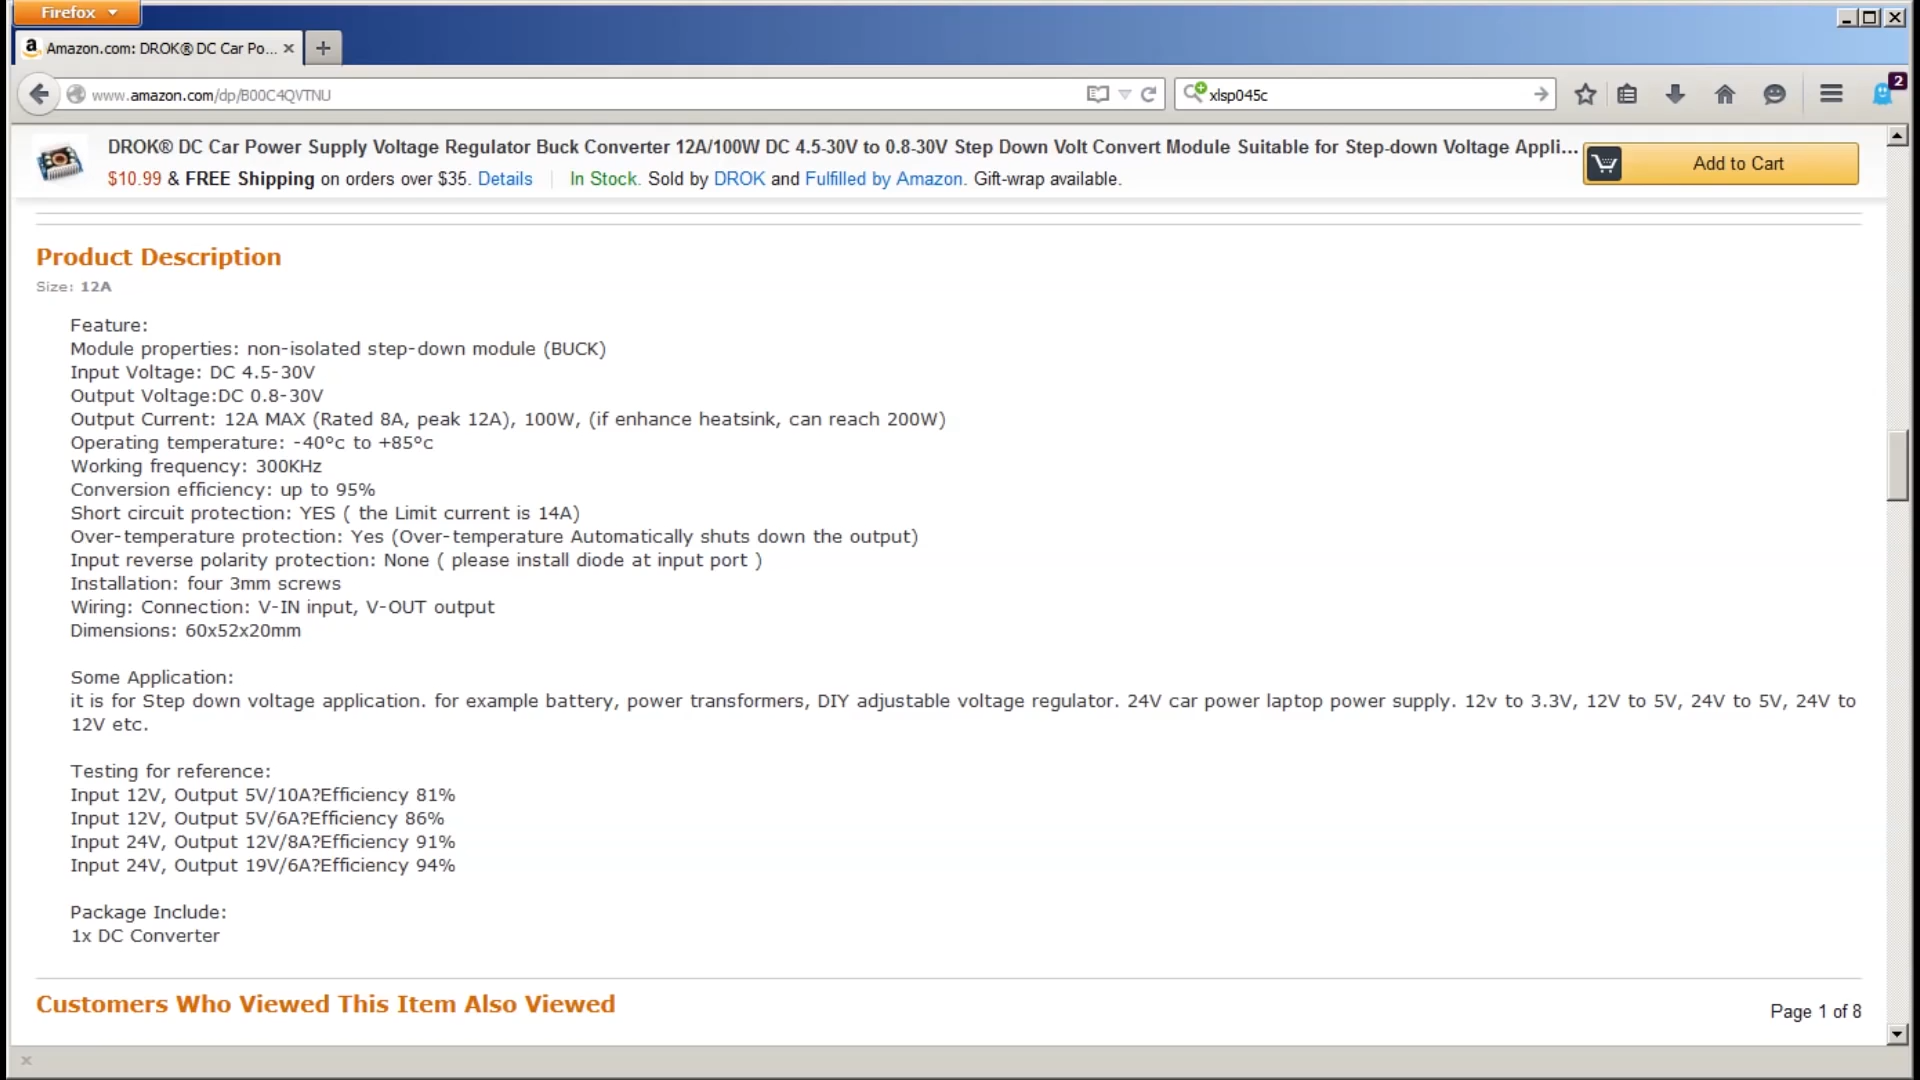 Firefox
Amazon.com: DROK® DC Car Po...
www.amazon.com/dp/B00C4QVTNU
xlsp045c
2
DROK® DC Car Power Supply Voltage Regulator Buck Converter 12A/100W DC 4.5-30V to 0.8-30V Step Down Volt Convert Module Suitable for Step-down Voltage Appli...
$10.99 & FREE Shipping on orders over $35. Details | In Stock. Sold by DROK and Fulfilled by Amazon. Gift-wrap available.
Add to Cart
Product Description
Size: 12A
Feature:
Module properties: non-isolated step-down module (BUCK)
Input Voltage: DC 4.5-30V
Output Voltage:DC 0.8-30V
Output Current: 12A MAX (Rated 8A, peak 12A), 100W, (if enhance heatsink, can reach 200W)
Operating temperature: -40°c to +85°c
Working frequency: 300KHz
Conversion efficiency: up to 95%
Short circuit protection: YES ( the Limit current is 14A)
Over-temperature protection: Yes (Over-temperature Automatically shuts down the output)
Input reverse polarity protection: None ( please install diode at input port )
Installation: four 3mm screws
Wiring: Connection: V-IN input, V-OUT output
Dimensions: 60x52x20mm
Some Application:
it is for Step down voltage application. for example battery, power transformers, DIY adjustable voltage regulator. 24V car power laptop power supply. 12v to 3.3V, 12V to 5V, 24V to 5V, 24V to
12V etc.
Testing for reference:
Input 12V, Output 5V/10A?Efficiency 81%
Input 12V, Output 5V/6A?Efficiency 86%
Input 24V, Output 12V/8A?Efficiency 91%
Input 24V, Output 19V/6A?Efficiency 94%
Package Include:
1x DC Converter
Customers Who Viewed This Item Also Viewed
Page 1 of 8